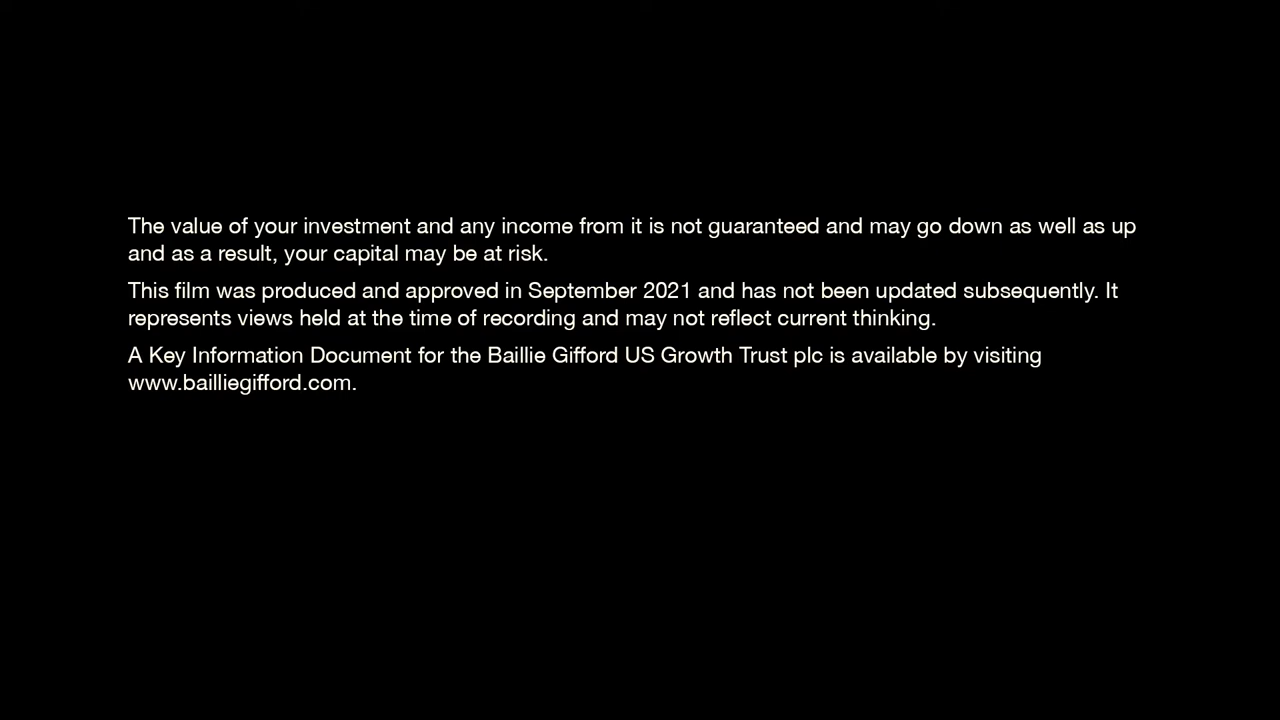 The value of your investment and any income from it is not guaranteed and may go down as well as up
and as a result, your capital may be at risk.
This film was produced and approved in September 2021 and has not been updated subsequently. It
represents views held at the time of recording and may not reflect current thinking.
A Key Information Document for the Baillie Gifford US Growth Trust plc is available by visiting
www.bailliegifford.com.